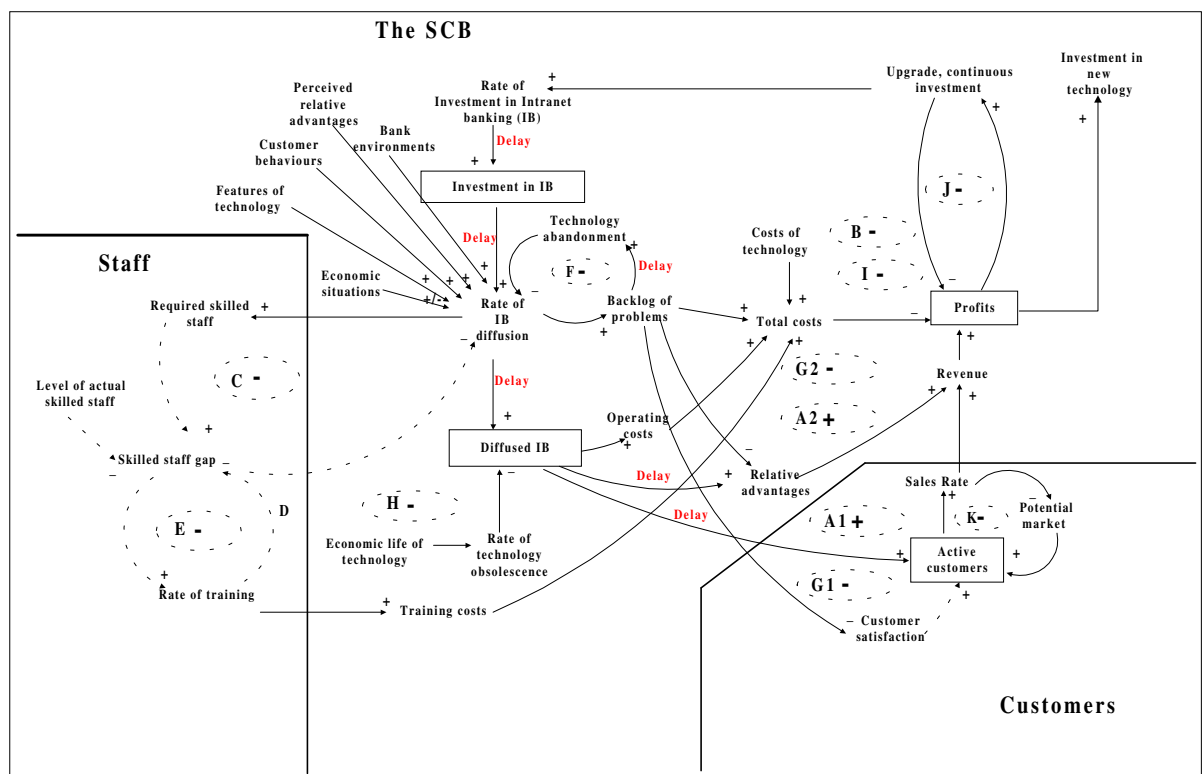 The SCB
Investment in
new
technology
Upgrade, continuous
investment
+
Rate of
Investment in Intranet
banking (IB)
Perceived
relative
advantages
Bank
environments
Customer
behaviours
Features of
technology
Delay
+
+
+
Investment in IB
J -
Delay
Technology
abandonment
+
Delay
F -
Costs of
technology
B -
I -
Staff
Economic
situations
+
+
+
+
+
+/-
–
–
Required skilled
staff
+
Rate of
IB
diffusion
–
Backlog of
problems
+
+
+
+
+
Total costs
–
Profits
+
C -
G2 -
Delay
Level of actual
skilled staff
Revenue
+
+
A2 +
+
+
Operating
costs
+
Diffused IB
Skilled staff gap
–
–
–
–
Delay
+
Relative
advantages
Sales Rate
+
–
Potential
market
K-
D
H -
E -
Delay
A1 +
Economic life of
technology
Rate of
technology
obsolescence
+
Active
customers
+
+
G1 -
+
Rate of training
+
Training costs
– Customer
satisfaction
Customers